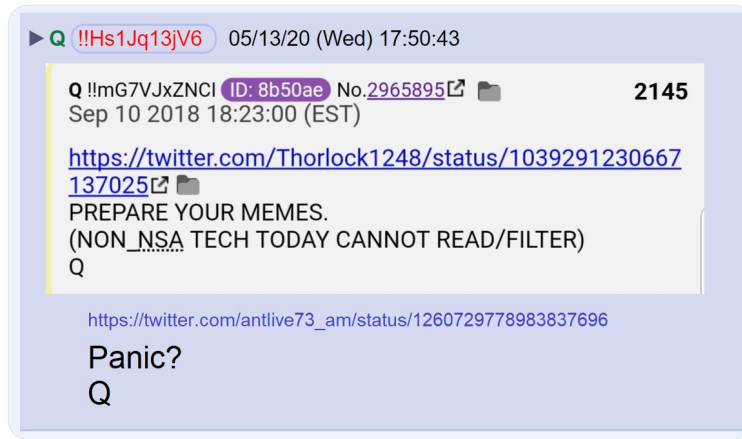 Q !!Hs1Jq13jV6 05/13/20 (Wed) 17:50:43
Q !!mG7VJxZNCI ID: 8b50ae No.2965895 2145
Sep 10 2018 18:23:00 (EST)
https://twitter.com/Thorlock1248/status/1039291230667
137025
PREPARE YOUR MEMES.
(NON_NSA TECH TODAY CANNOT READ/FILTER)
Q
https://twitter.com/antlive73_am/status/1260729778983837696
Panic?
Q